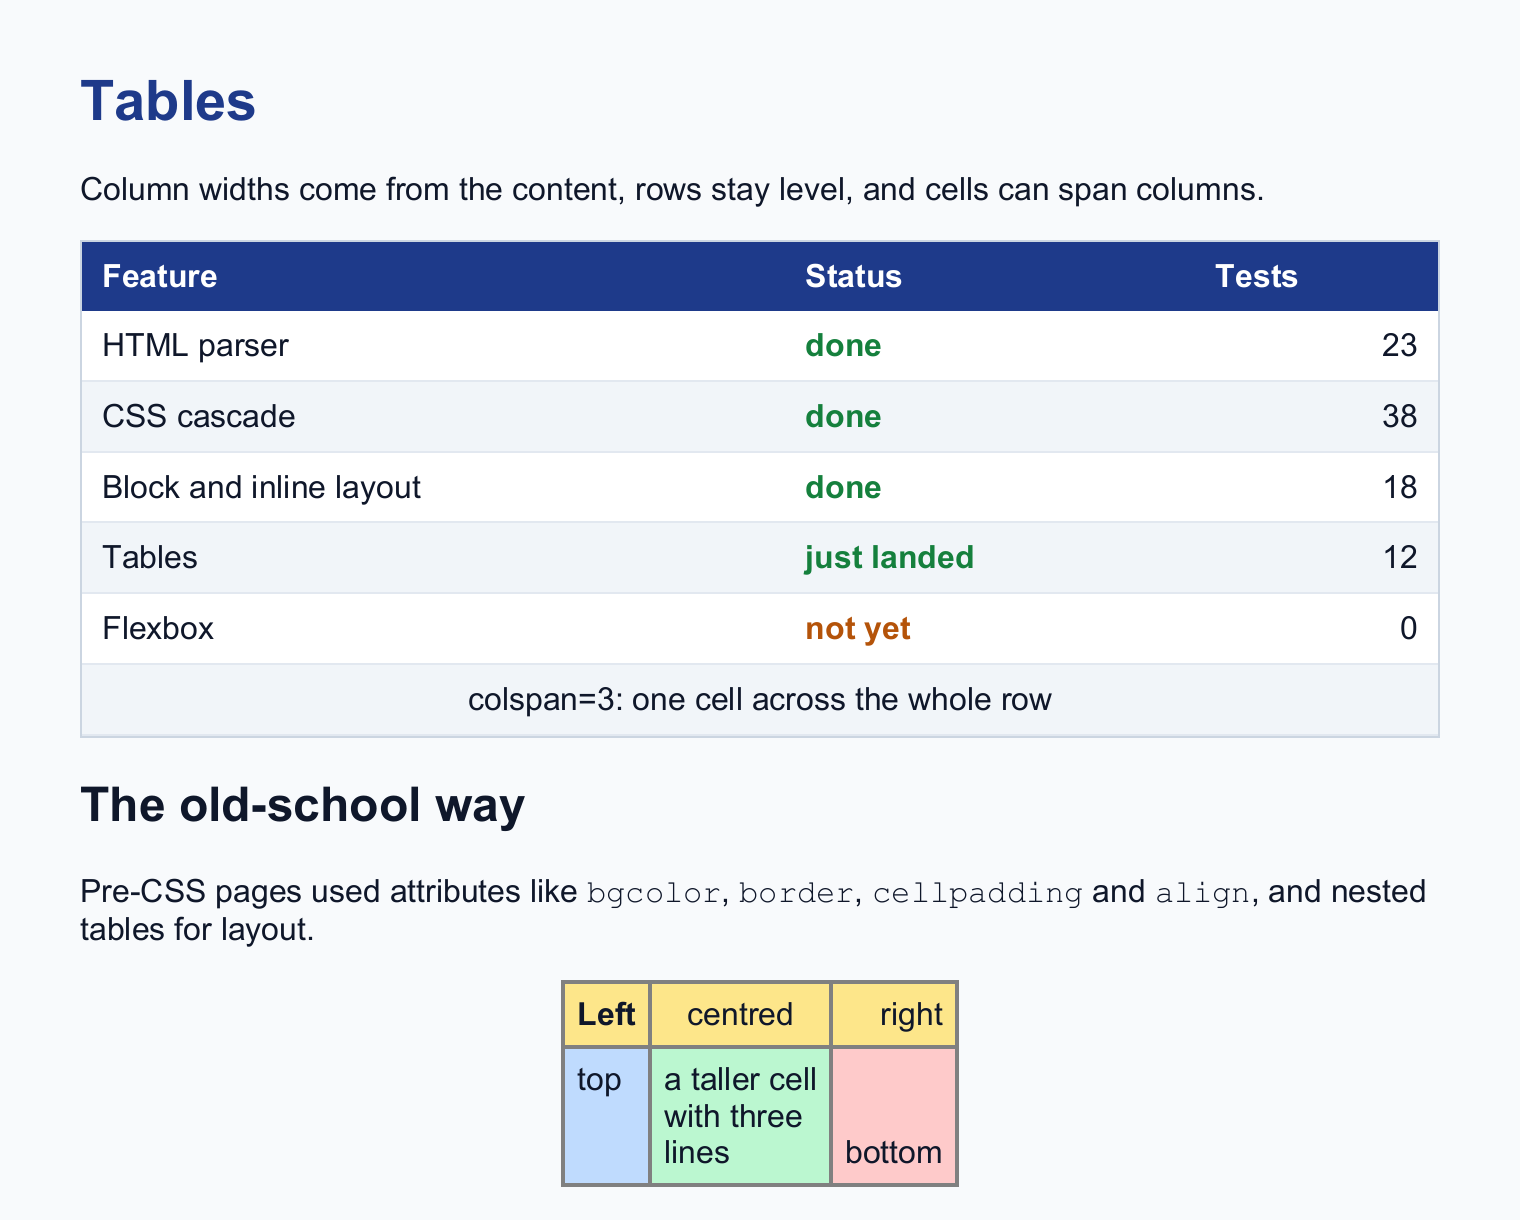 Tables
Column widths come from the content, rows stay level, and cells can span columns.
Feature Status Tests
HTML parser done 23
CSS cascade done 38
Block and inline layout done 18
Tables just landed 12
Flexbox not yet 0
colspan=3: one cell across the whole row
The old-school way
Pre-CSS pages used attributes like bgcolor, border, cellpadding and align, and nested
tables for layout.
Left centred right
top a taller cell
with three
lines bottom